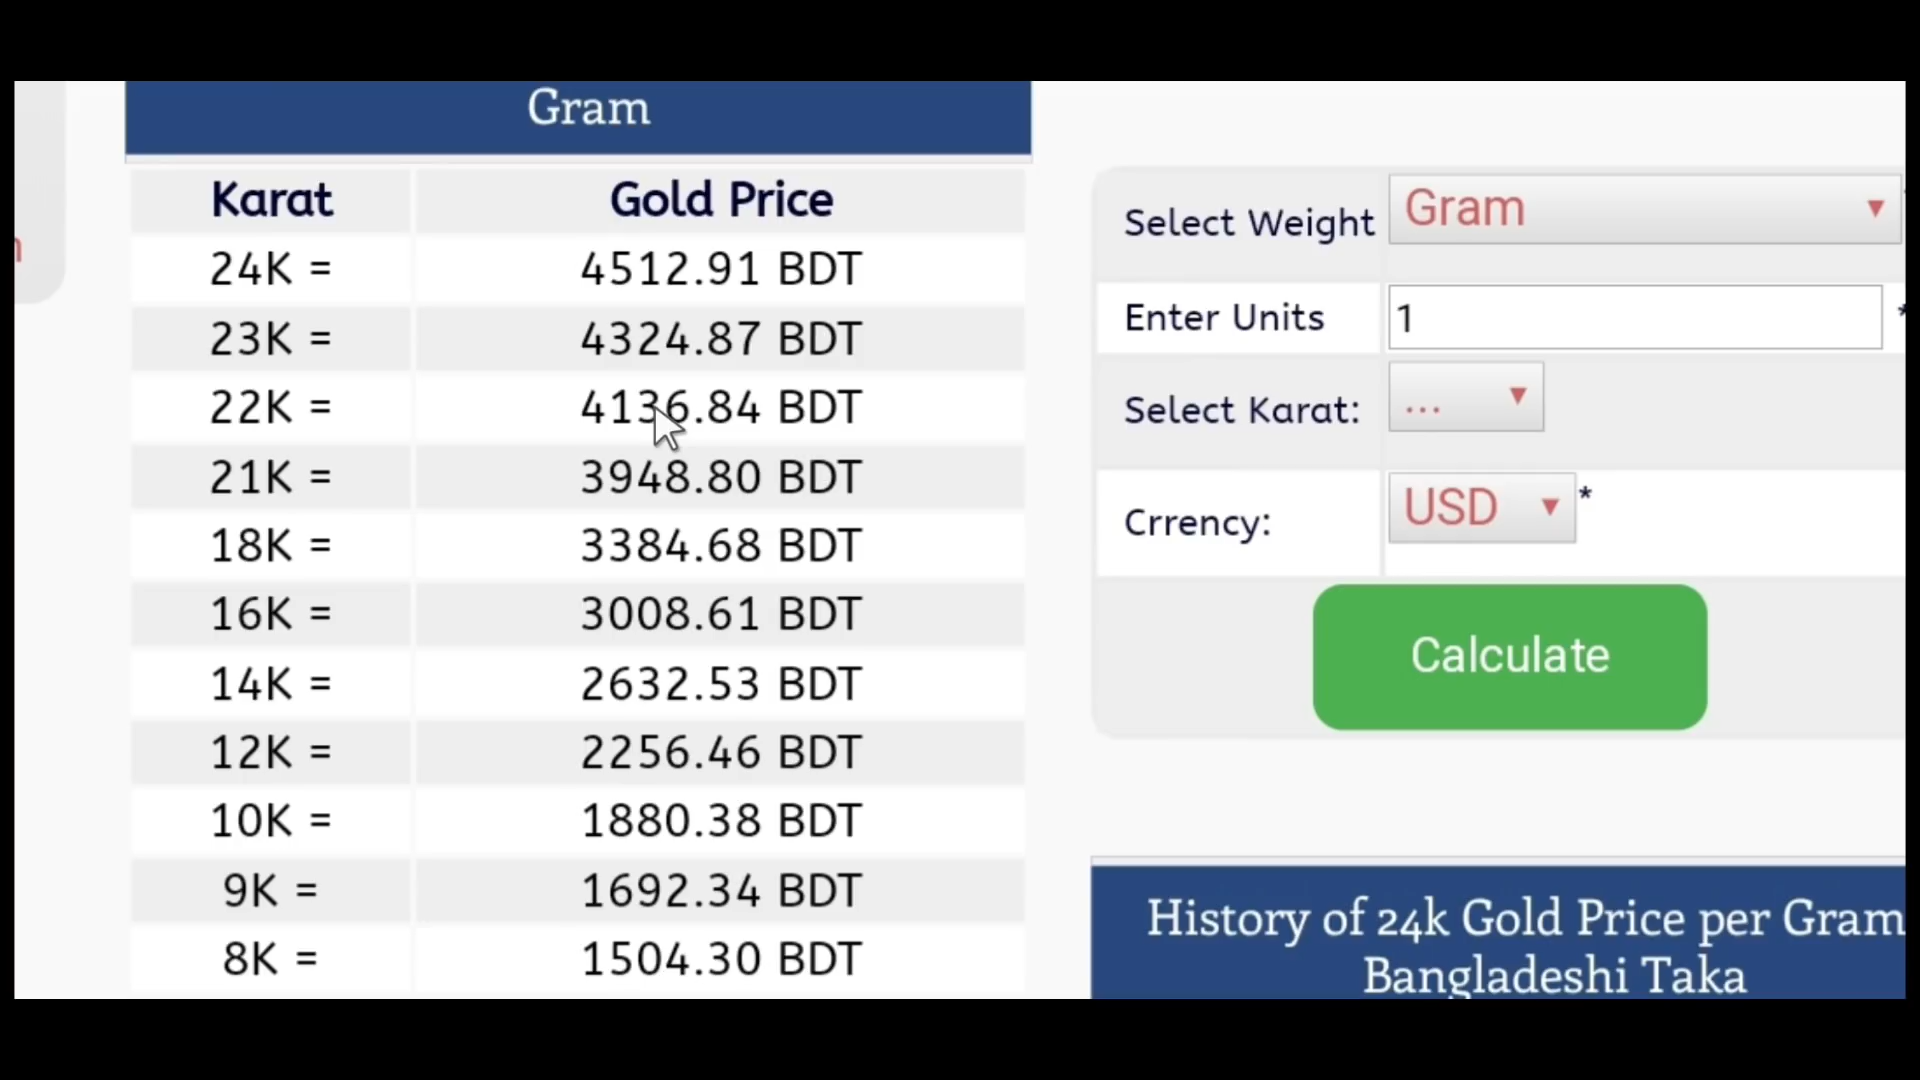 Gram
Karat Gold Price
24K = 4512.91 BDT
23K = 4324.87 BDT
22K = 4136.84 BDT
21K = 3948.80 BDT
18K = 3384.68 BDT
16K = 3008.61 BDT
14K = 2632.53 BDT
12K = 2256.46 BDT
10K = 1880.38 BDT
9K = 1692.34 BDT
8K = 1504.30 BDT
Select Weight Gram
Enter Units 1 *
Select Karat: ...
Crrency: USD *
Calculate
History of 24k Gold Price per Gram
Bangladeshi Taka